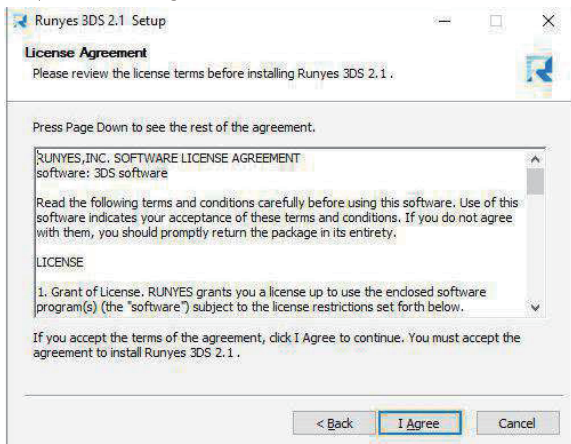 Runyes 3DS 2.1 Setup
License Agreement
Please review the license terms before installing Runyes 3DS 2.1.
Press Page Down to see the rest of the agreement.
RUNYES,INC. SOFTWARE LICENSE AGREEMENT
software: 3DS software
Read the following terms and conditions carefully before using this software. Use of this
software indicates your acceptance of these terms and conditions. If you do not agree
with them, you should promptly return the package in its entirety.
LICENSE
1. Grant of License. RUNYES grants you a license up to use the enclosed software
program(s) (the "software") subject to the license restrictions set forth below.
If you accept the terms of the agreement, click I Agree to continue. You must accept the
agreement to install Runyes 3DS 2.1.
< Back I Agree Cancel